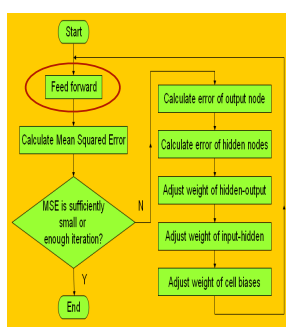 Start
Feed forward
Calculate Mean Squared Error
MSE is sufficiently
small or
enough iteration?
N
Y
End
Calculate error of output node
Calculate error of hidden nodes
Adjust weight of hidden-output
Adjust weight of input-hidden
Adjust weight of cell biases